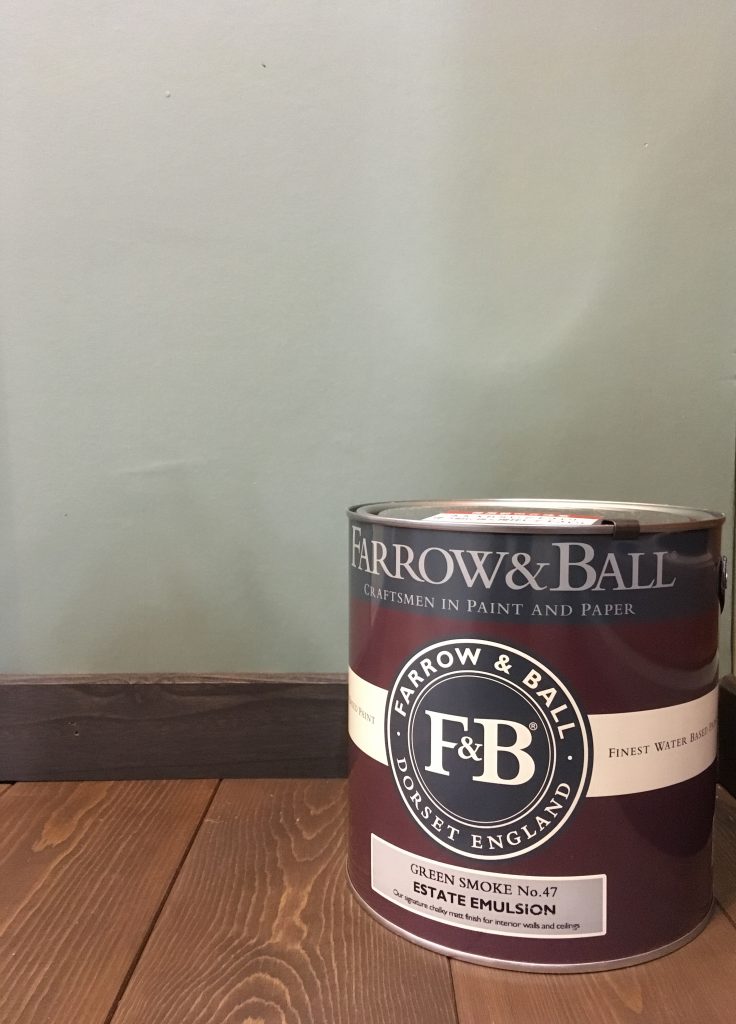 FARROW & BALL®
CRAFTSMEN IN PAINT AND PAPER
FARROW & BALL
F&B®
DORSET ENGLAND
PAINT
FINEST WATER BASED
GREEN SMOKE No.47
ESTATE EMULSION
Our signature chalky matt finish for interior walls and ceilings